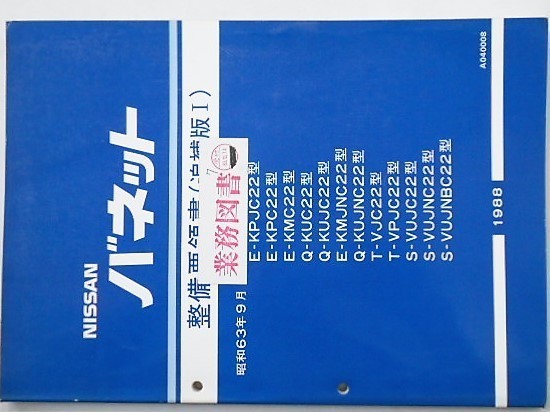 NISSAN
バネット
整備要領書(追補版Ⅰ)
業務図書
昭和63年9月
E-KPJC22型
E-KPC22型
E-KMC22型
Q-KUC22型
Q-KUJC22型
E-KMJNC22型
Q-KUJNC22型
T-VJC22型
T-VPJC22型
S-VUJC22型
S-VUJNC22型
S-VUJNBC22型
1988
A040008